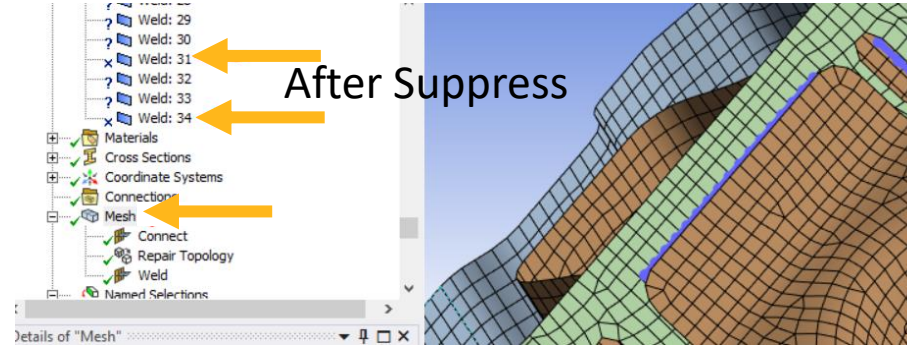 Weld: 29
Weld: 30
Weld: 31
Weld: 32
Weld: 33
Weld: 34
After Suppress
Materials
Cross Sections
Coordinate Systems
Connections
Mesh
Connect
Repair Topology
Weld
Named Selections
Details of "Mesh"